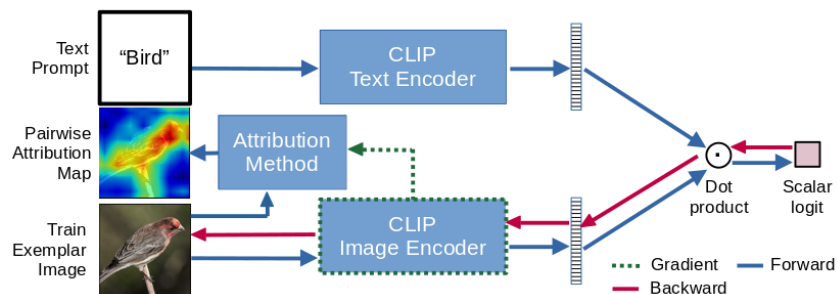 Text
Prompt
“Bird”
CLIP
Text Encoder
Pairwise
Attribution
Map
Attribution
Method
Train
Exemplar
Image
CLIP
Image Encoder
Dot
product
Scalar
logit
Gradient
Forward
Backward